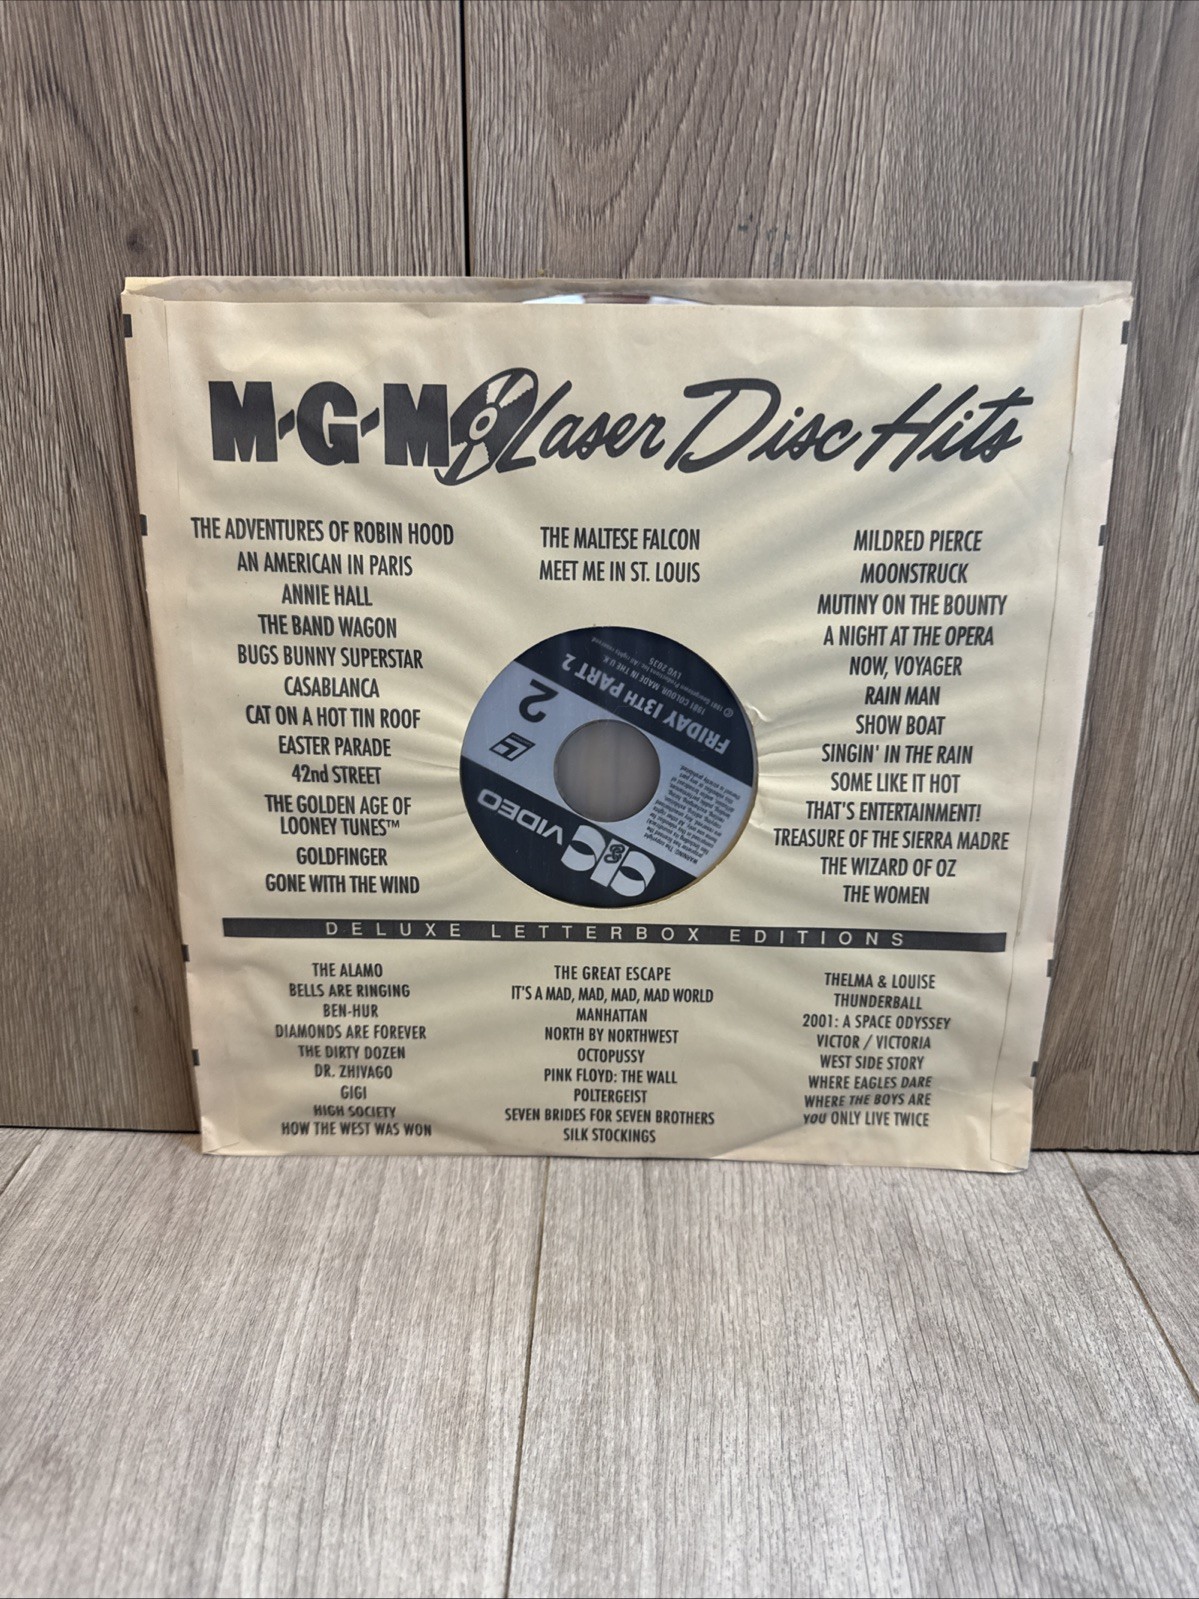 M-G-M Laser Disc Hits
THE ADVENTURES OF ROBIN HOOD
AN AMERICAN IN PARIS
ANNIE HALL
THE BAND WAGON
BUGS BUNNY SUPERSTAR
CASABLANCA
CAT ON A HOT TIN ROOF
EASTER PARADE
42nd STREET
THE GOLDEN AGE OF
LOONEY TUNES™
GOLDFINGER
GONE WITH THE WIND
THE MALTESE FALCON
MEET ME IN ST. LOUIS
MILDRED PIERCE
MOONSTRUCK
MUTINY ON THE BOUNTY
A NIGHT AT THE OPERA
NOW, VOYAGER
RAIN MAN
SHOW BOAT
SINGIN' IN THE RAIN
SOME LIKE IT HOT
THAT'S ENTERTAINMENT!
TREASURE OF THE SIERRA MADRE
THE WIZARD OF OZ
THE WOMEN
CIC VIDEO
2
FRIDAY 13TH PART 2
1981 COLOUR. MADE IN THE U.K.
LVG 2035
DELUXE LETTERBOX EDITIONS
THE ALAMO
BELLS ARE RINGING
BEN-HUR
DIAMONDS ARE FOREVER
THE DIRTY DOZEN
DR. ZHIVAGO
GIGI
HIGH SOCIETY
HOW THE WEST WAS WON
THE GREAT ESCAPE
IT'S A MAD, MAD, MAD, MAD WORLD
MANHATTAN
NORTH BY NORTHWEST
OCTOPUSSY
PINK FLOYD: THE WALL
POLTERGEIST
SEVEN BRIDES FOR SEVEN BROTHERS
SILK STOCKINGS
THELMA & LOUISE
THUNDERBALL
2001: A SPACE ODYSSEY
VICTOR / VICTORIA
WEST SIDE STORY
WHERE EAGLES DARE
WHERE THE BOYS ARE
YOU ONLY LIVE TWICE